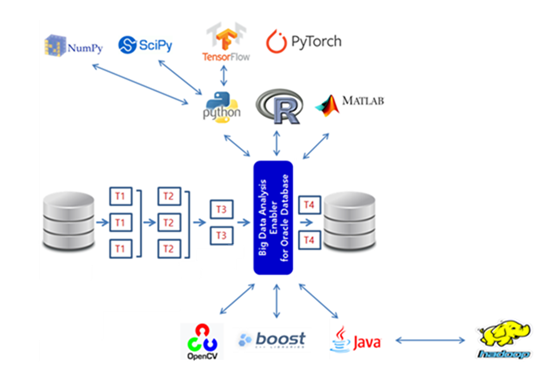 NumPy
SciPy
TensorFlow
PyTorch
python
R
MATLAB
T1
T1
T1
T2
T2
T2
T3
T3
Big Data Analysis
Enabler
for Oracle Database
T4
T4
OpenCV
boost
C++ LIBRARIES
Java
hadoop